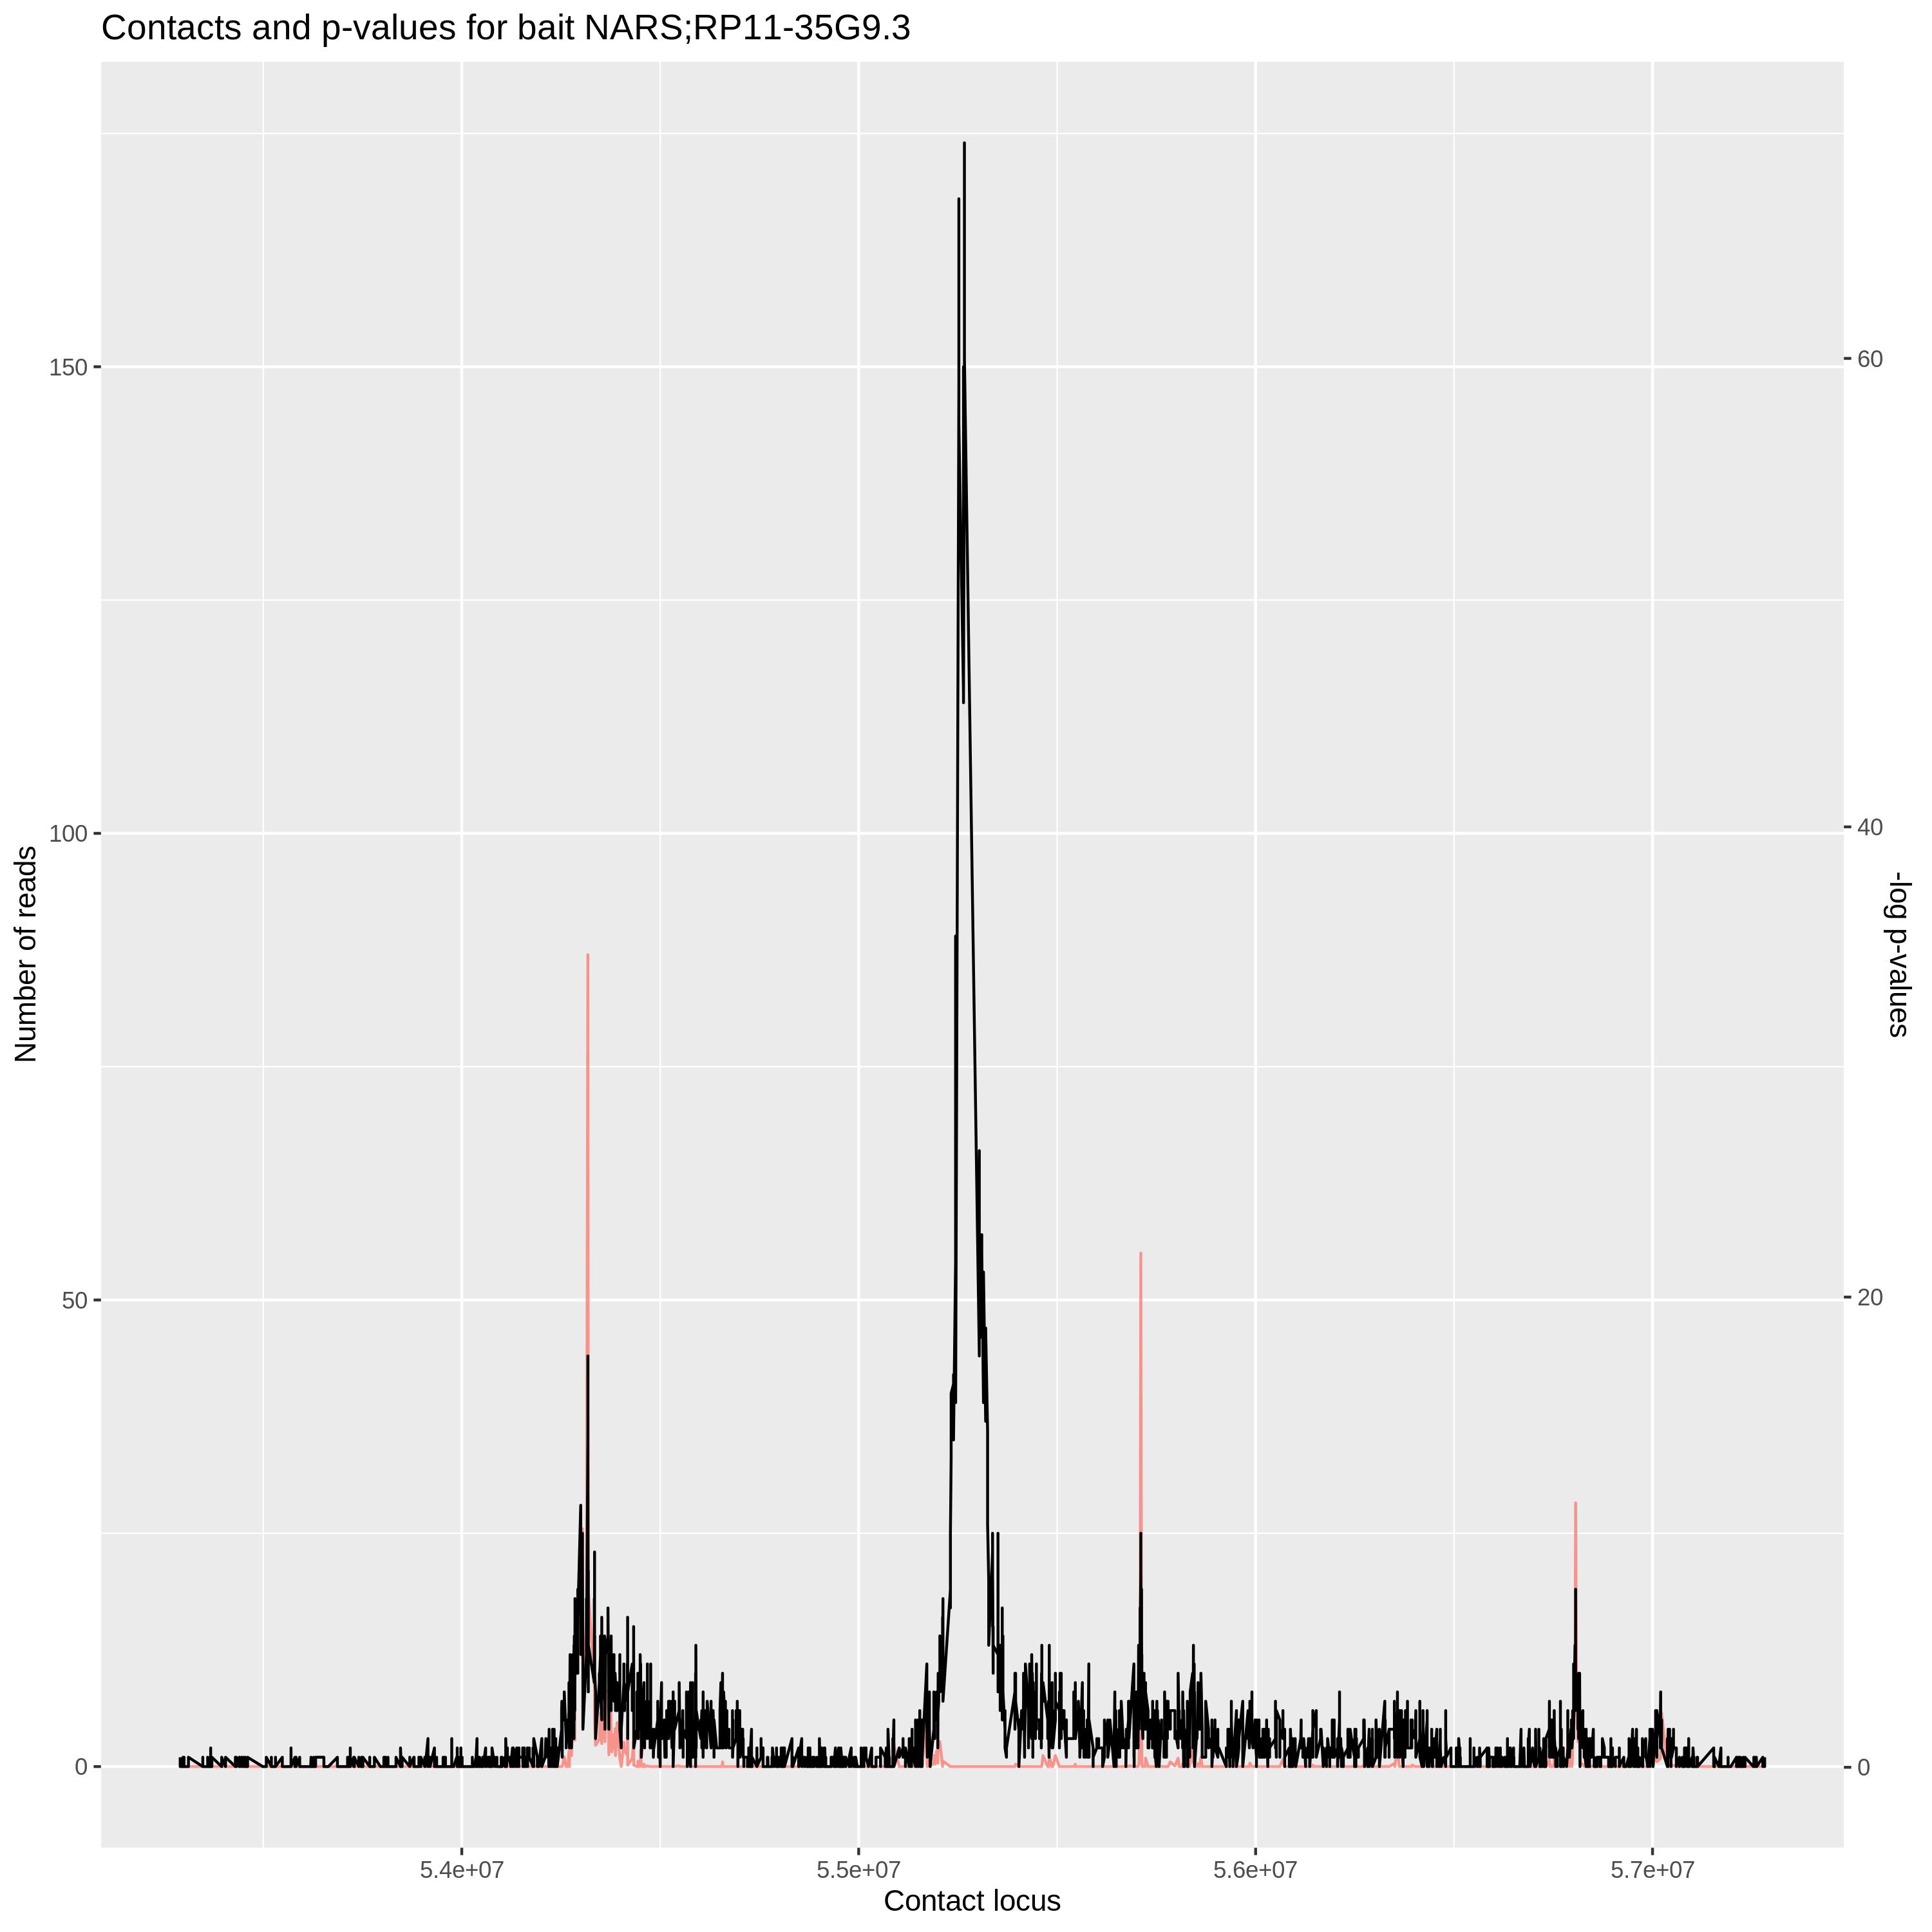 Contacts and p-values for bait NARS;RP11-35G9.3
150
100
50
0
60
40
20
0
Number of reads
-log p-values
5.4e+07
5.5e+07
5.6e+07
5.7e+07
Contact locus